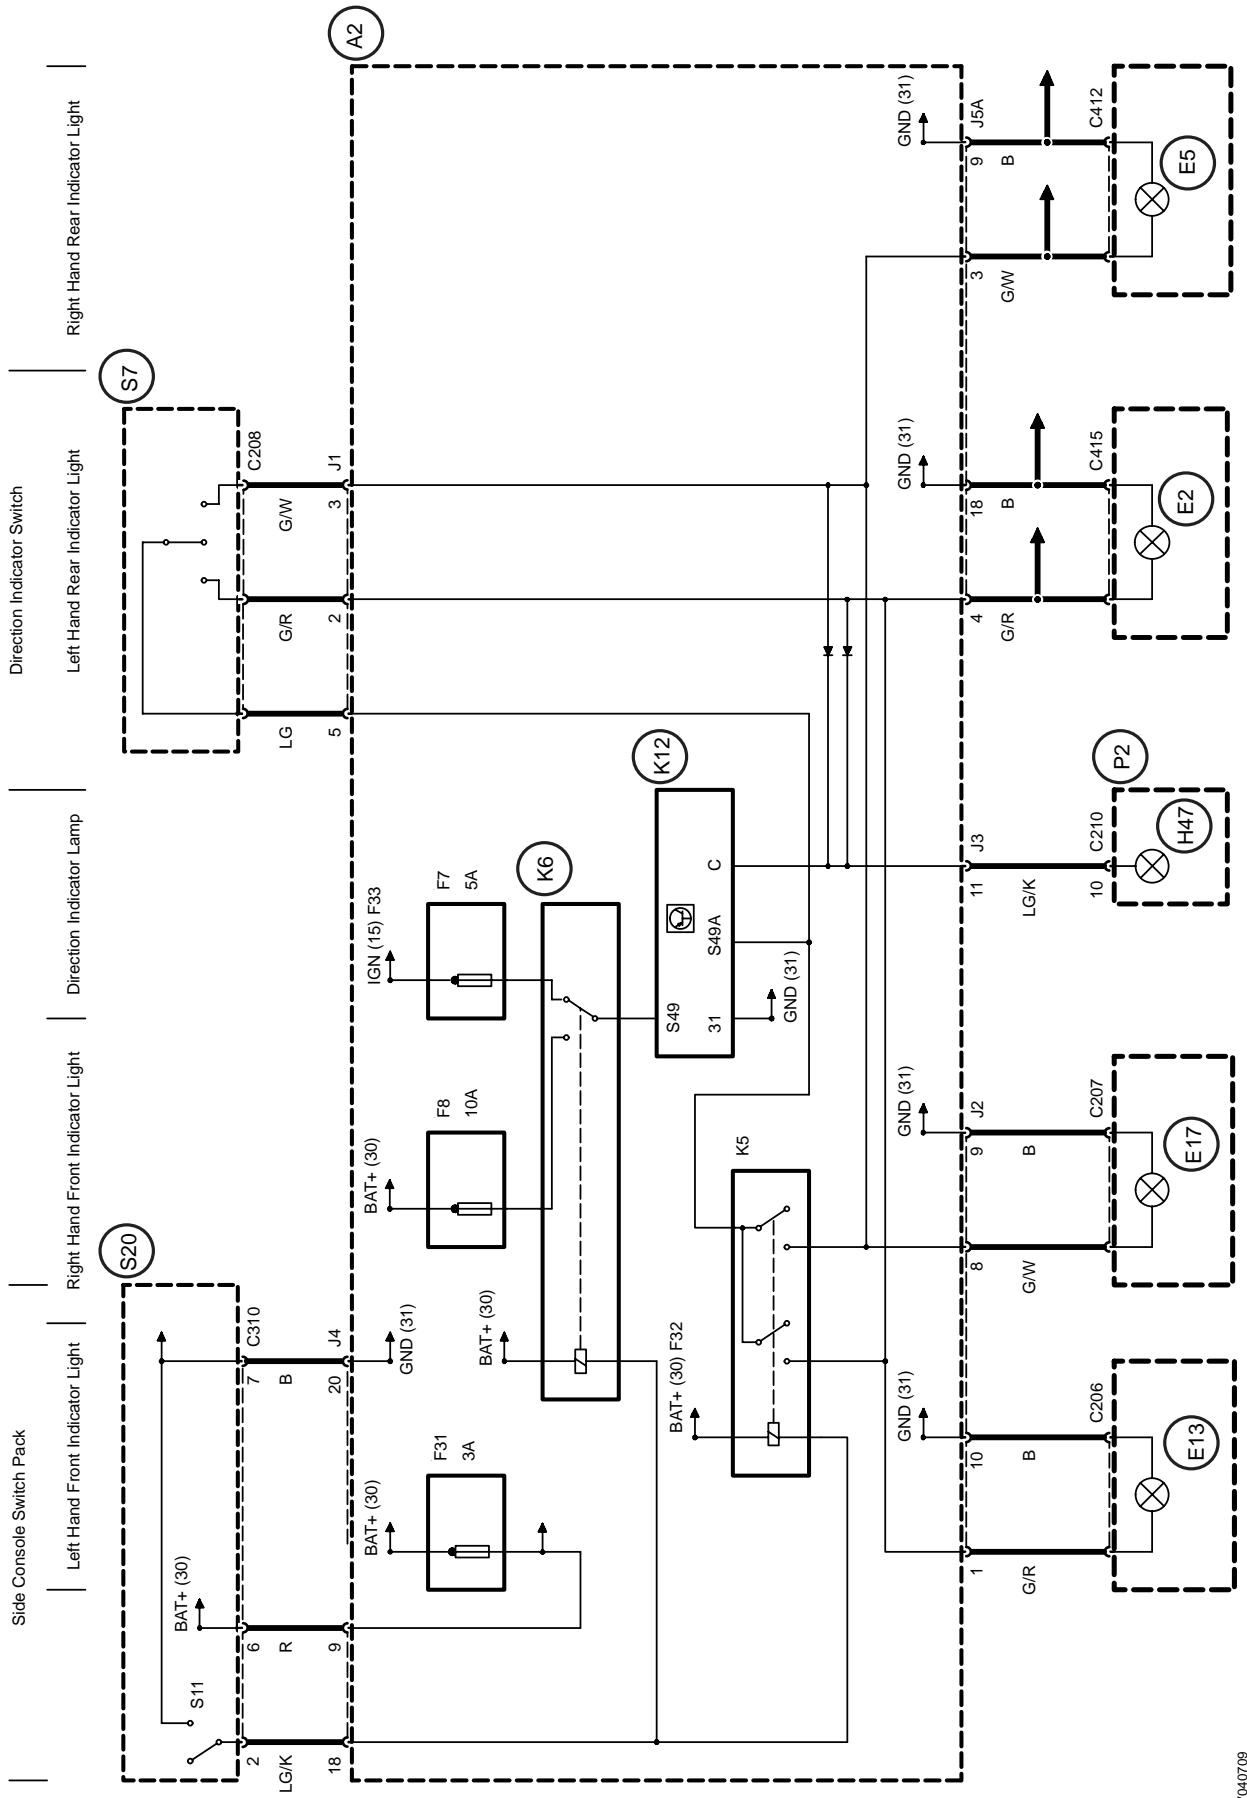 Side Console Switch Pack
Direction Indicator Switch
Left Hand Front Indicator Light
Right Hand Front Indicator Light
Direction Indicator Lamp
Left Hand Rear Indicator Light
Right Hand Rear Indicator Light
S20
S7
S11
BAT+ (30)
2
6
7
C310
C208
LG/K
R
B
LG
G/R
G/W
18
9
20
J4
5
2
3
J1
A2
BAT+ (30)
GND (31)
BAT+ (30)
IGN (15) F33
F31
3A
F8
10A
F7
5A
BAT+ (30)
K6
BAT+ (30) F32
K5
S49
31
S49A
C
K12
GND (31)
GND (31)
GND (31)
GND (31)
GND (31)
1
10
8
9
J2
11
J3
4
18
3
9
J5A
G/R
B
G/W
B
LG/K
G/R
B
G/W
B
C206
C207
10
C210
C415
C412
P2
E13
E17
H47
E2
E5